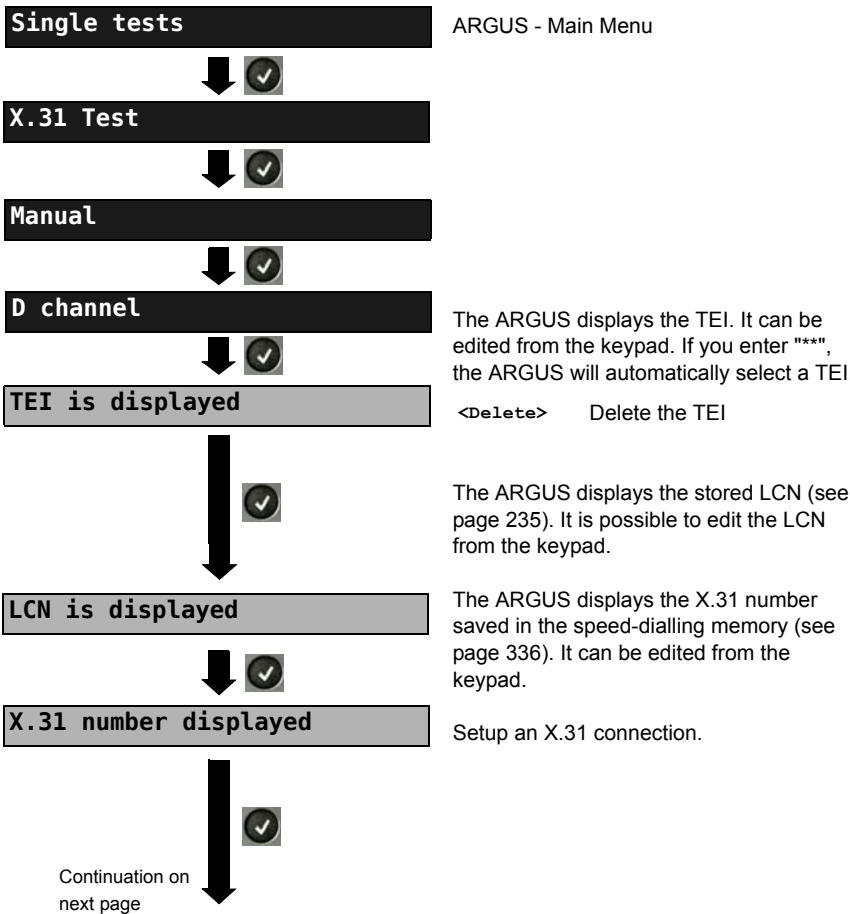 Single tests
ARGUS - Main Menu
X.31 Test
Manual
D channel
The ARGUS displays the TEI. It can be
edited from the keypad. If you enter "**",
the ARGUS will automatically select a TEI
TEI is displayed
<Delete> Delete the TEI
The ARGUS displays the stored LCN (see
page 235). It is possible to edit the LCN
from the keypad.
LCN is displayed
The ARGUS displays the X.31 number
saved in the speed-dialling memory (see
page 336). It can be edited from the
keypad.
X.31 number displayed
Setup an X.31 connection.
Continuation on
next page